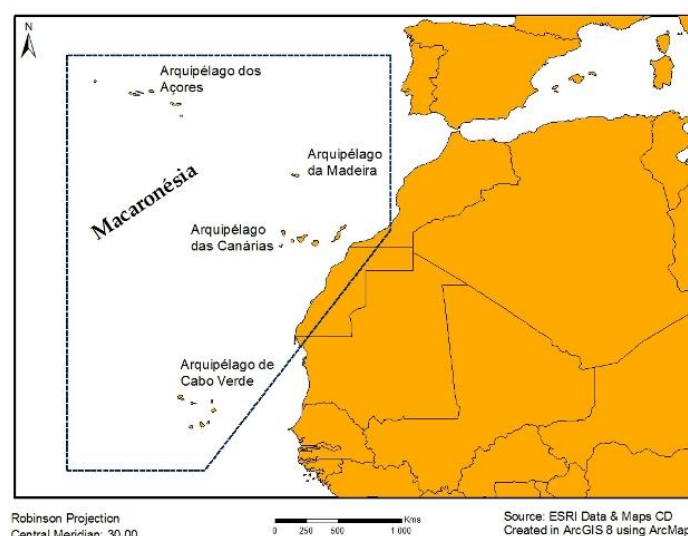 N
Arquipélago dos
Açores
Macaronésia
Arquipélago
da Madeira
Arquipélago
das Canárias
Arquipélago de
Cabo Verde
Robinson Projection
Central Meridian: 30.00
Kms
0 250 500 1 000
Source: ESRI Data & Maps CD
Created in ArcGIS 8 using ArcMap